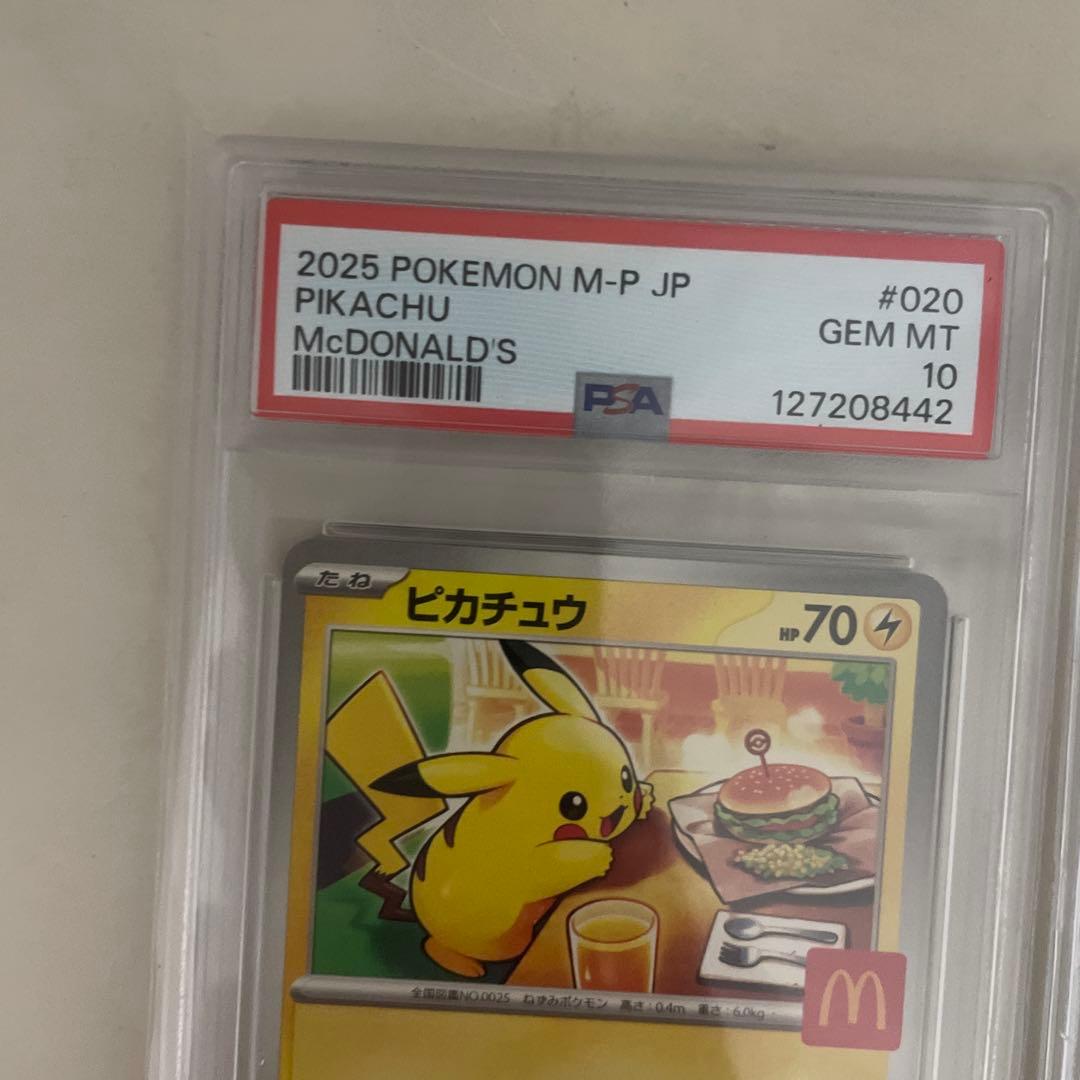 2025 POKEMON M-P JP
#020
PIKACHU
GEM MT
McDONALD'S
10
PSA
127208442
たね
ピカチュウ
HP 70
全国図鑑NO.0025 ねずみポケモン 高さ:0.4m 重さ:6.0kg
M